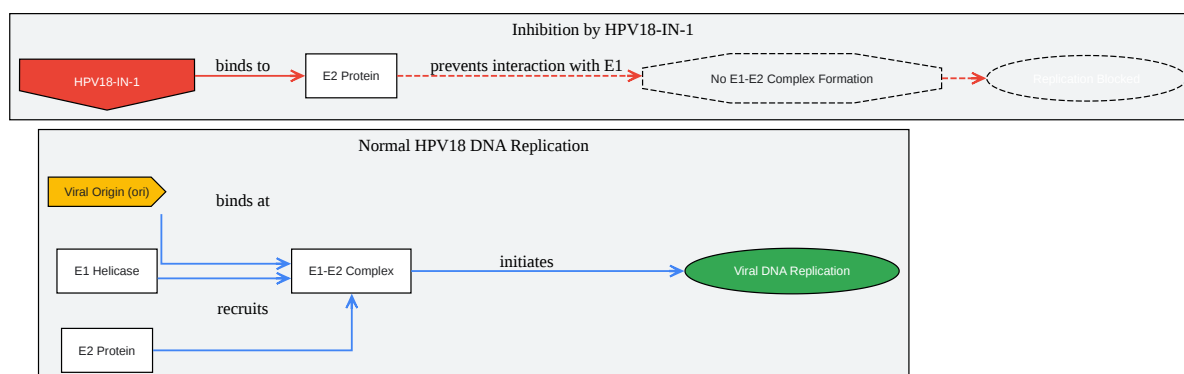 Inhibition by HPV18-IN-1
HPV18-IN-1
binds to
E2 Protein
prevents interaction with E1
No E1-E2 Complex Formation
Replication Blocked
Normal HPV18 DNA Replication
Viral Origin (ori)
binds at
E1 Helicase
E1-E2 Complex
initiates
Viral DNA Replication
recruits
E2 Protein